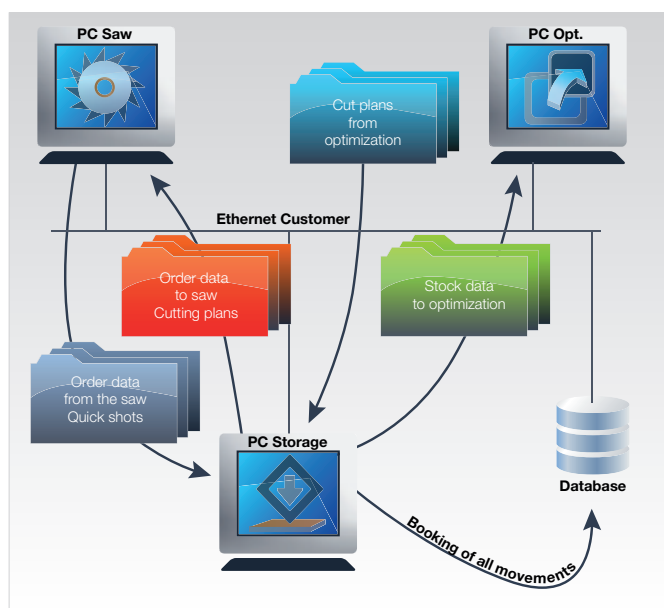 PC Saw
PC Opt.
Cut plans
from
optimization
Ethernet Customer
Order data
to saw
Cutting plans
Stock data
to optimization
Order data
from the saw
Quick shots
PC Storage
Database
Booking of all movements